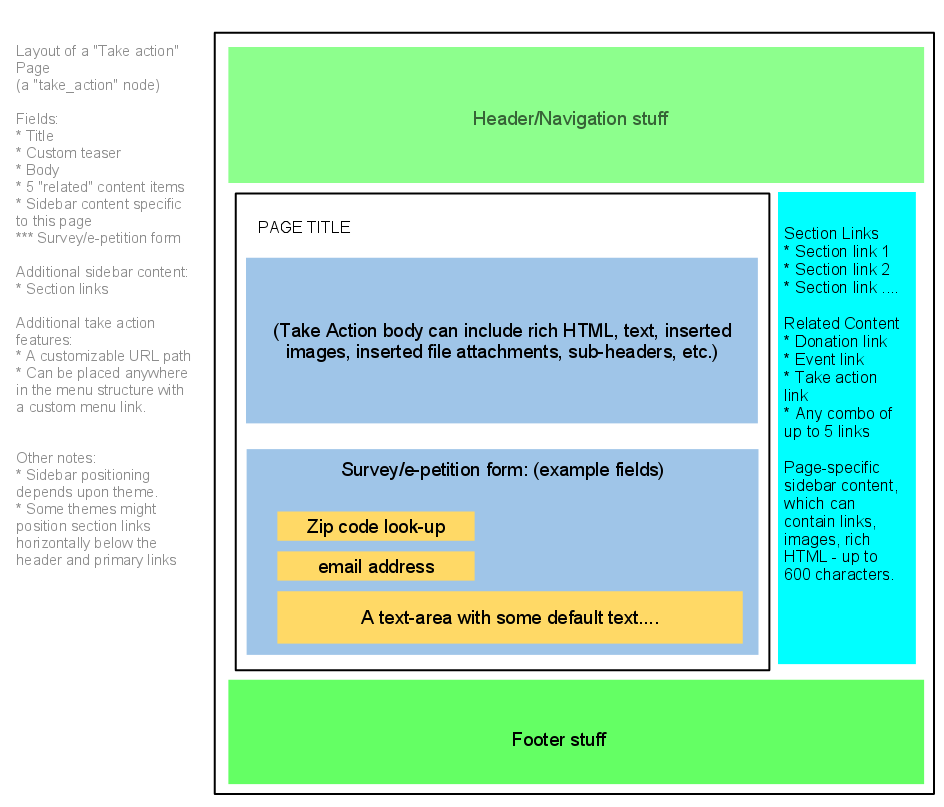 Layout of a "Take action"
Page
(a "take_action" node)
Fields:
* Title
* Custom teaser
* Body
* 5 "related" content items
* Sidebar content specific
to this page
*** Survey/e-petition form
Additional sidebar content:
* Section links
Additional take action
features:
* A customizable URL path
* Can be placed anywhere
in the menu structure with
a custom menu link.
Other notes:
* Sidebar positioning
depends upon theme.
* Some themes might
position section links
horizontally below the
header and primary links
Header/Navigation stuff
PAGE TITLE
(Take Action body can include rich HTML, text, inserted
images, inserted file attachments, sub-headers, etc.)
Survey/e-petition form: (example fields)
Zip code look-up
email address
A text-area with some default text....
Section Links
* Section link 1
* Section link 2
* Section link ....
Related Content
* Donation link
* Event link
* Take action
link
* Any combo of
up to 5 links
Page-specific
sidebar content,
which can
contain links,
images, rich
HTML - up to
600 characters.
Footer stuff